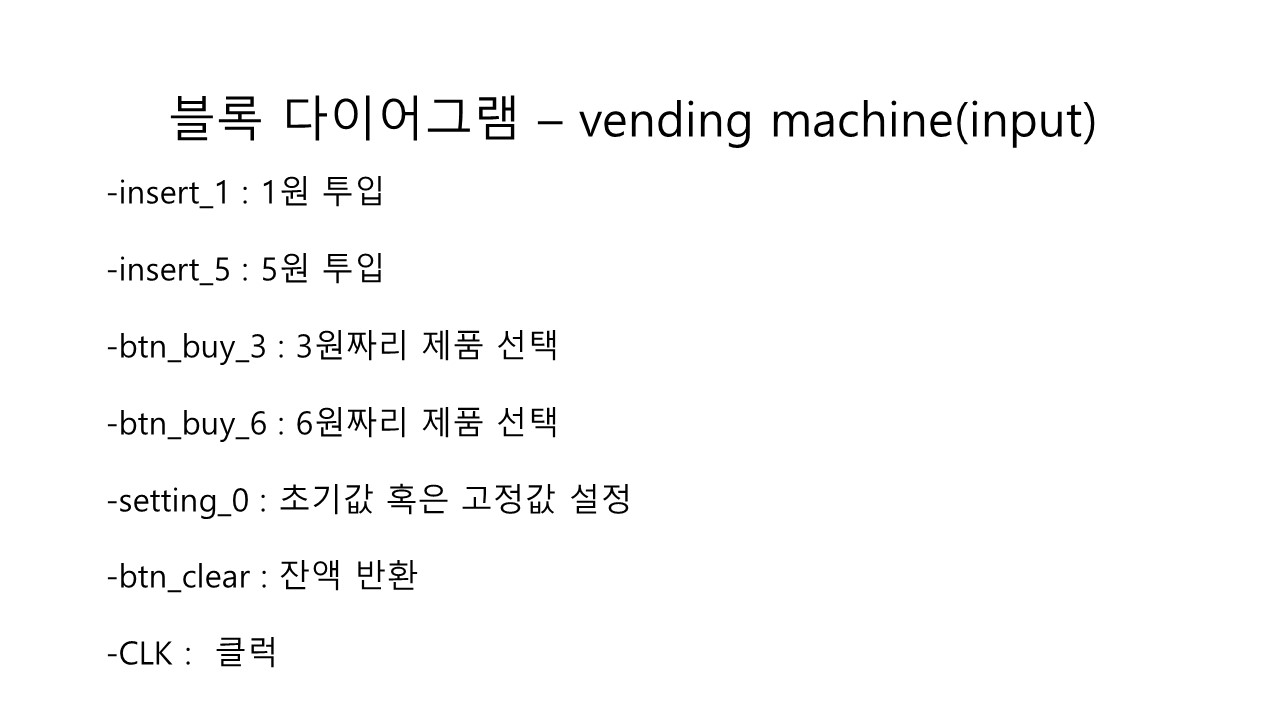 블록 다이어그램 – vending machine(input)
-insert_1 : 1원 투입
-insert_5 : 5원 투입
-btn_buy_3 : 3원짜리 제품 선택
-btn_buy_6 : 6원짜리 제품 선택
-setting_0 : 초기값 혹은 고정값 설정
-btn_clear : 잔액 반환
-CLK :  클럭